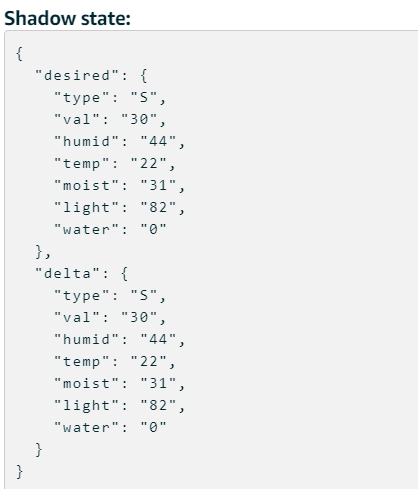 Shadow state:
{
  "desired": {
    "type": "S",
    "val": "30",
    "humid": "44",
    "temp": "22",
    "moist": "31",
    "light": "82",
    "water": "0"
  },
  "delta": {
    "type": "S",
    "val": "30",
    "humid": "44",
    "temp": "22",
    "moist": "31",
    "light": "82",
    "water": "0"
  }
}